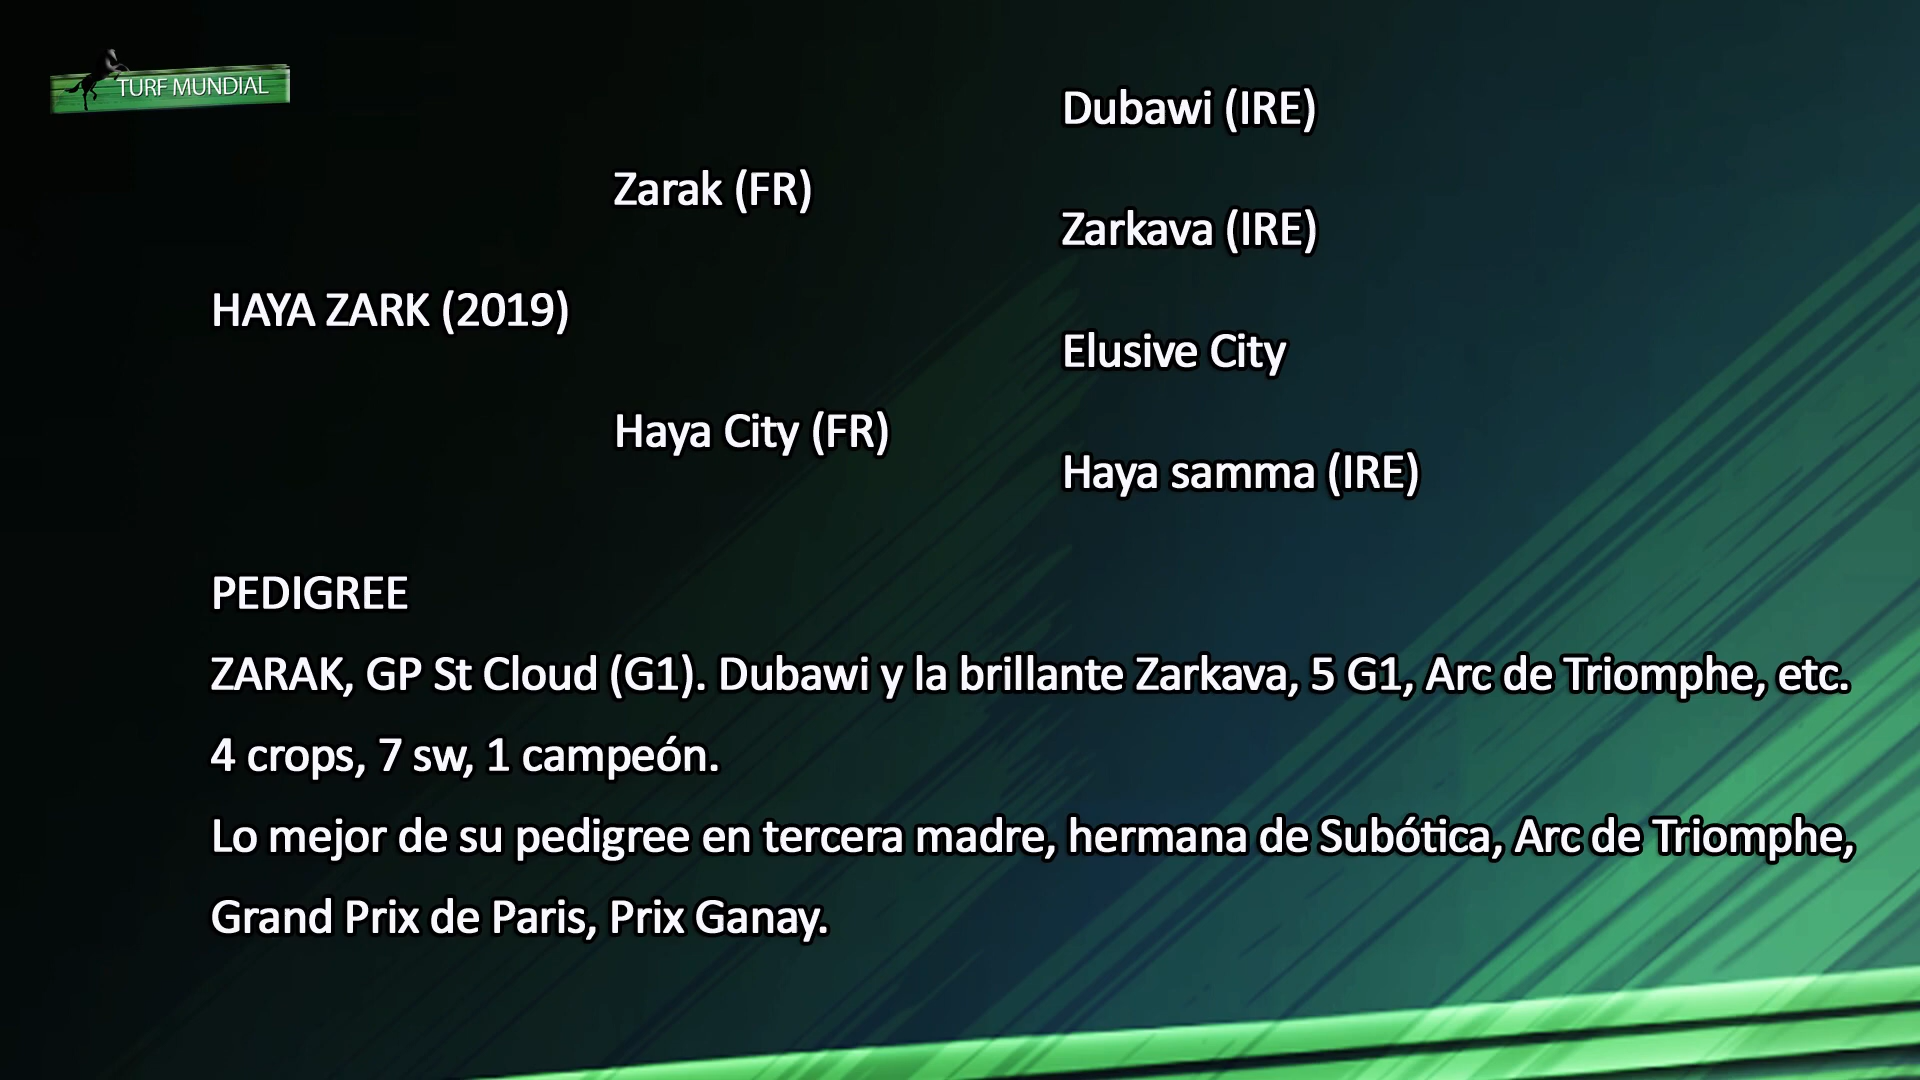 TURF MUNDIAL
Dubawi (IRE)
Zarak (FR)
Zarkava (IRE)
HAYA ZARK (2019)
Elusive City
Haya City (FR)
Haya samma (IRE)
PEDIGREE
ZARAK, GP St Cloud (G1). Dubawi y la brillante Zarkava, 5 G1, Arc de Triomphe, etc.
4 crops, 7 sw, 1 campeón.
Lo mejor de su pedigree en tercera madre, hermana de Subótica, Arc de Triomphe,
Grand Prix de Paris, Prix Ganay.